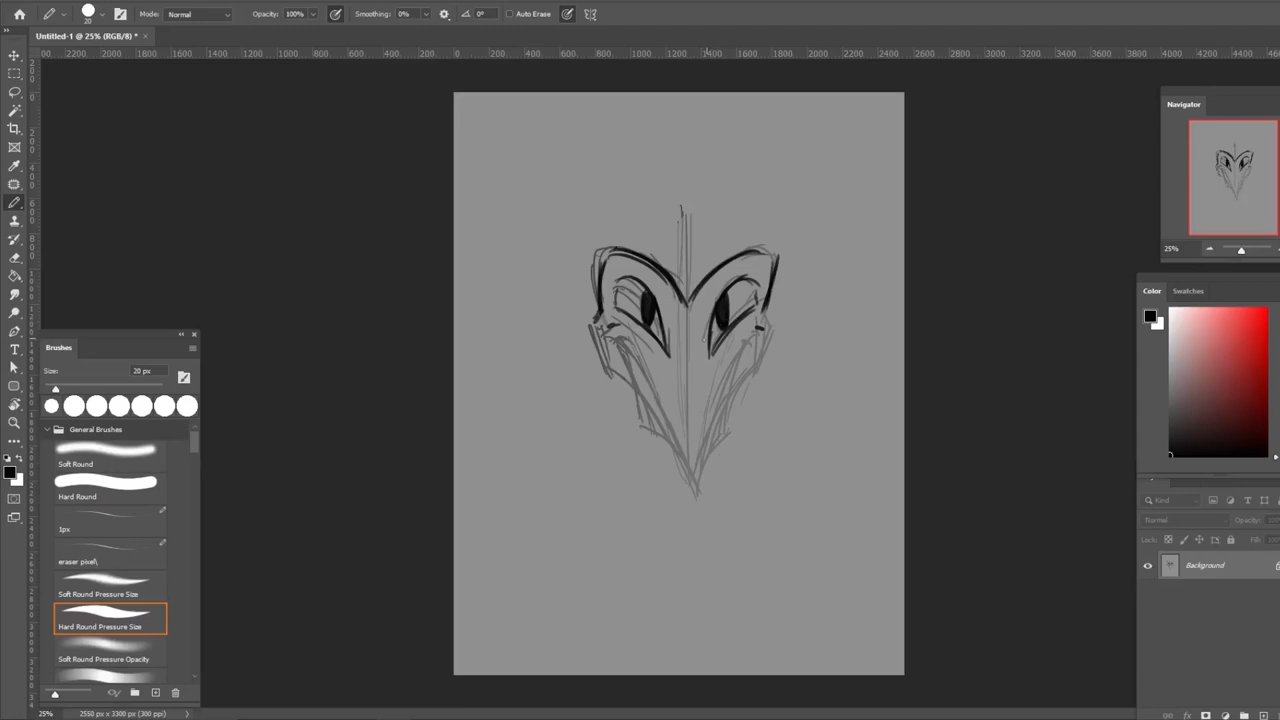 Mode: Normal Opacity: 100% Smoothing: 0% 0° Auto Erase
20
Untitled-1 @ 25% (RGB/8) * ×
2200 2000 1800 1600 1400 1200 1000 800 600 400 200 0 200 400 600 800 1000 1200 1400 1600 1800 2000 2200 2400 2600 2800 3000 3200 3400 3600 3800 4000 4200 4400
Navigator
25%
Color Swatches
Brushes
Size: 20 px
General Brushes
Soft Round
Hard Round
1px
eraser pixel\
Soft Round Pressure Size
Hard Round Pressure Size
Soft Round Pressure Opacity
Kind
Normal Opacity:
Lock: Fill:
Background
25% 2550 px x 3300 px (300 ppi)